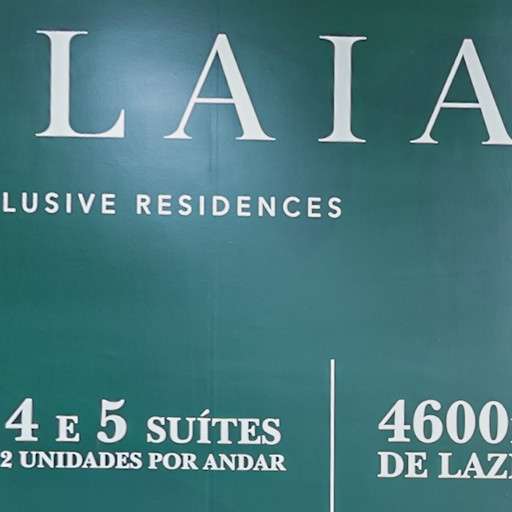 LAIA
LUSIVE RESIDENCES
4 E 5 SUÍTES
2 UNIDADES POR ANDAR
4600
DE LAZ